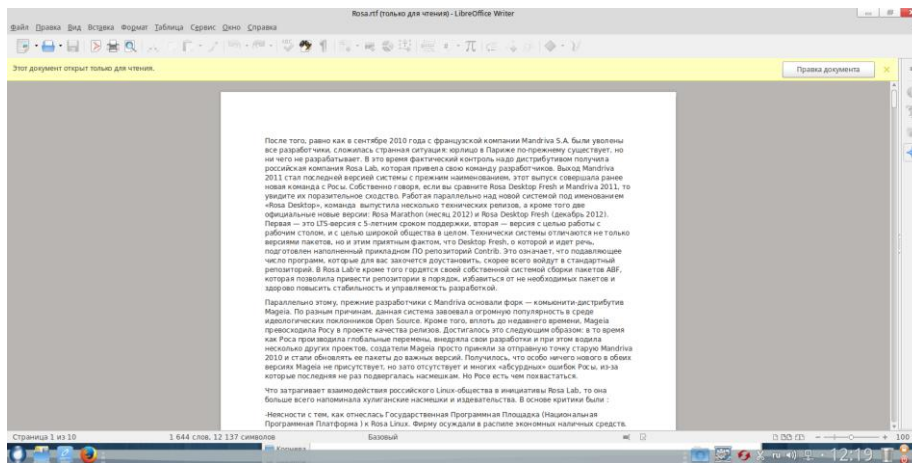 Rosa.rtf (только для чтения) - LibreOffice Writer
Файл Правка Вид Вставка Формат Таблица Сервис Окно Справка
Этот документ открыт только для чтения.
Правка документа
После того, равно как в сентябре 2010 года с французской компании Mandriva S.A. были уволены
все разработчики, сложилась странная ситуация: юрлицо в Париже по-прежнему существует, но
ни чего не разрабатывает. В это время фактический контроль надо дистрибутивом получила
российская компания Rosa Lab, которая привела свою команду разработчиков. Выход Mandriva
2011 стал последней версией системы с прежним наименованием, этот выпуск совершала ранее
новая команда с Росы. Собственно говоря, если вы сравните Rosa Desktop Fresh и Mandriva 2011, то
увидите их поразительное сходство. Работая параллельно над новой системой под именованием
«Rosa Desktop», команда выпустила несколько технических релизов, а кроме того две
официальные новые версии: Rosa Marathon (месяц 2012) и Rosa Desktop Fresh (декабрь 2012).
Первая — это LTS-версия с 5-летним сроком поддержки, вторая — версия с целью работы с
рабочим столом, и с целью широкой общества в целом. Технически системы отличаются не только
версиями пакетов, но и этим приятным фактом, что Desktop Fresh, о которой и идет речь,
подготовлен наполненный прикладном ПО репозиторий Contrib. Это означает, что подавляющее
число программ, которые для вас захочется доустановить, скорее всего войдут в стандартный
репозиторий. В Rosa Lab'е кроме того гордятся своей собственной системой сборки пакетов ABF,
которая позволила привести репозитории в порядок, избавиться от не необходимых пакетов и
здорово повысить стабильность и управляемость разработкой.
Параллельно этому, прежние разработчики с Mandriva основали форк — комьюнити-дистрибутив
Mageia. По разным причинам, данная система завоевала огромную популярность в среде
идеологических поклонников Open Source. Кроме того, вплоть до недавнего времени, Mageia
превосходила Росу в проекте качества релизов. Достигалось это следующим образом: в то время
как Роса производила глобальные перемены, внедряла свои разработки и при этом водила
несколько других проектов, создатели Mageia просто приняли за отправную точку старую Mandriva
2010 и стали обновлять ее пакеты до важных версий. Получилось, что особо ничего нового в обеих
версиях Mageia не присутствует, но зато отсутствует и многих «абсурдных» ошибок Росы, из-за
которые последняя не раз подвергалась насмешкам. Но Росе есть чем похвастаться.
Что затрагивает взаимодействия российского Linux-общества в инициативы Rosa Lab, то она
больше всего напоминала хулиганские насмешки и издевательства. В основе критики были :
-Неясности с тем, как отнеслась Государственная Программная Площадка (Национальная
Программная Платформа ) к Rosa Linux. Фирму осуждали в распиле экономных наличных средств.
Страница 1 из 10 1 644 слов, 12 137 символов Базовый 100
Корзина
ru 12:19